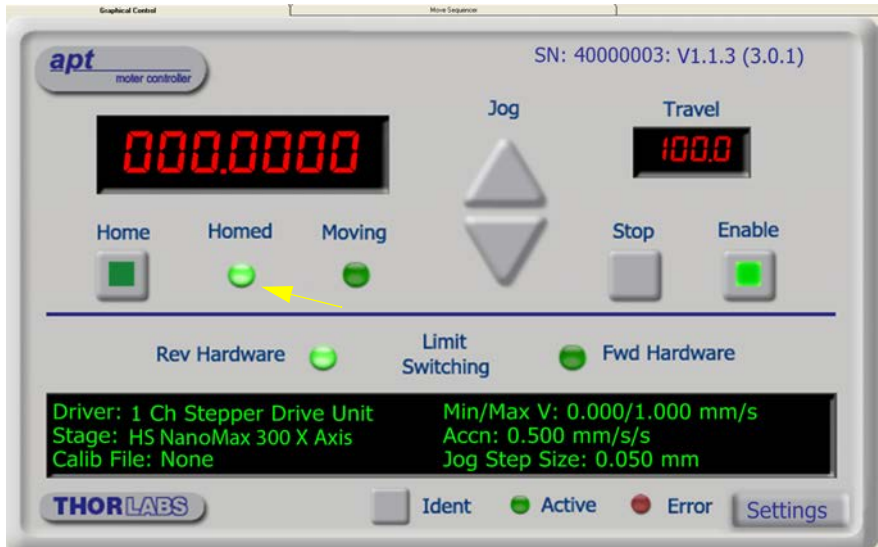 Graphical Control
Move Sequencer
apt
moter controller
SN: 40000003: V1.1.3 (3.0.1)
Jog
Travel
000.0000
100.0
Home
Homed
Moving
Stop
Enable
Rev Hardware
Limit
Switching
Fwd Hardware
Driver: 1 Ch Stepper Drive Unit
Stage: HS NanoMax 300 X Axis
Calib File: None
Min/Max V: 0.000/1.000 mm/s
Accn: 0.500 mm/s/s
Jog Step Size: 0.050 mm
THORLABS
Ident
Active
Error
Settings